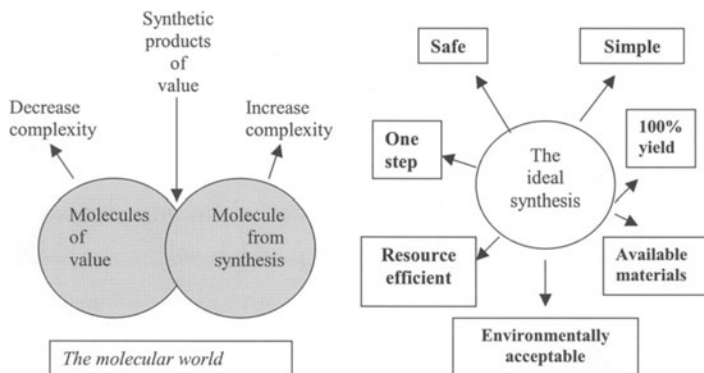 Synthetic
products
of
value
Decrease
complexity
Increase
complexity
Molecules
of
value
Molecule
from
synthesis
The molecular world
Safe
Simple
One
step
The
ideal
synthesis
100%
yield
Resource
efficient
Available
materials
Environmentally
acceptable